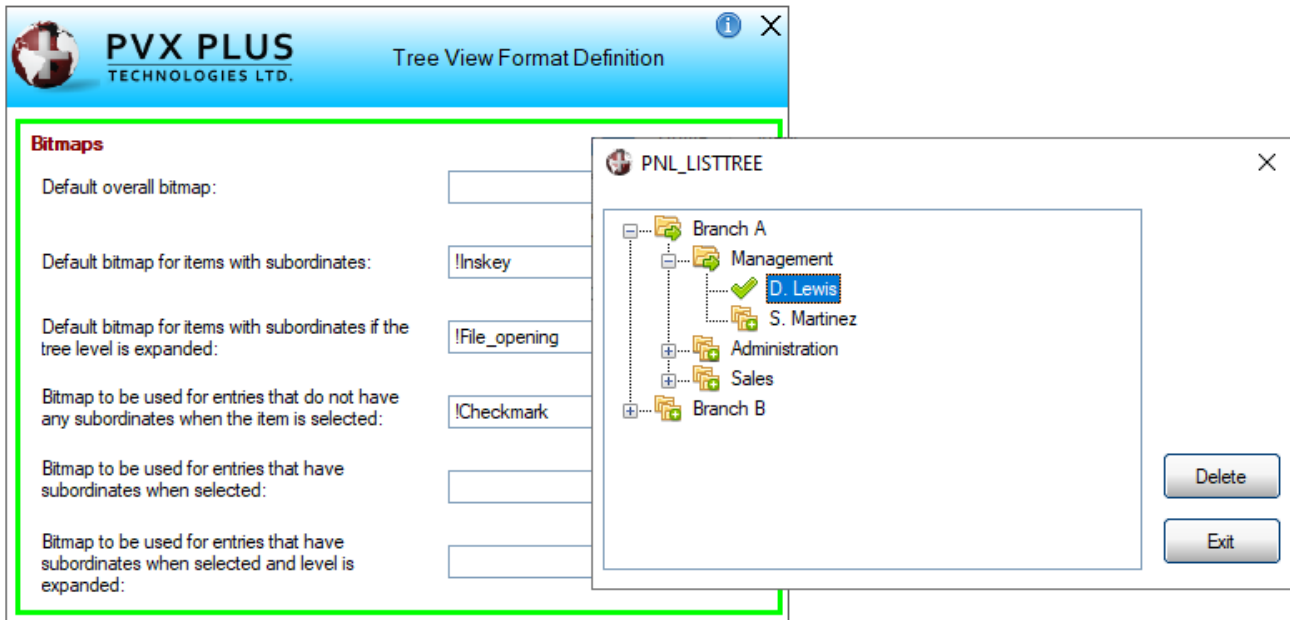 PVX PLUS
TECHNOLOGIES LTD.
Tree View Format Definition
Bitmaps
Default overall bitmap:
Default bitmap for items with subordinates:
!Inskey
Default bitmap for items with subordinates if the
tree level is expanded:
!File_opening
Bitmap to be used for entries that do not have
any subordinates when the item is selected:
!Checkmark
Bitmap to be used for entries that have
subordinates when selected:
Bitmap to be used for entries that have
subordinates when selected and level is
expanded:
PNL_LISTTREE
Branch A
Management
D. Lewis
S. Martinez
Administration
Sales
Branch B
Delete
Exit